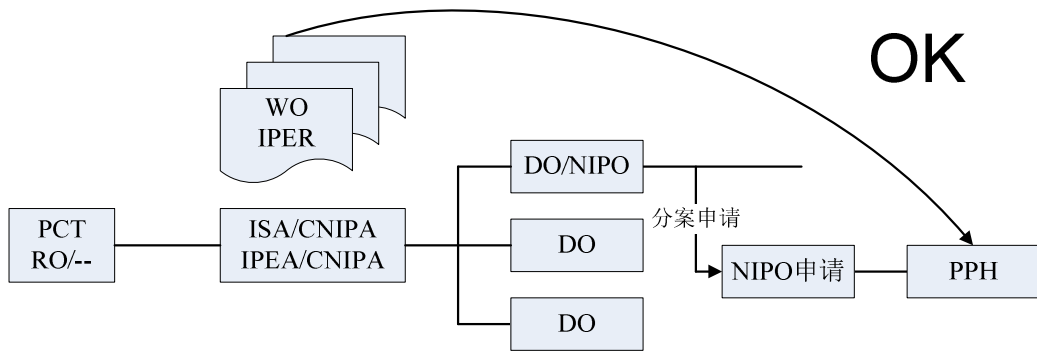 OK
WO
IPER
DO/NIPO
分案申请
PCT
RO/--
ISA/CNIPA
IPEA/CNIPA
DO
NIPO申请
PPH
DO